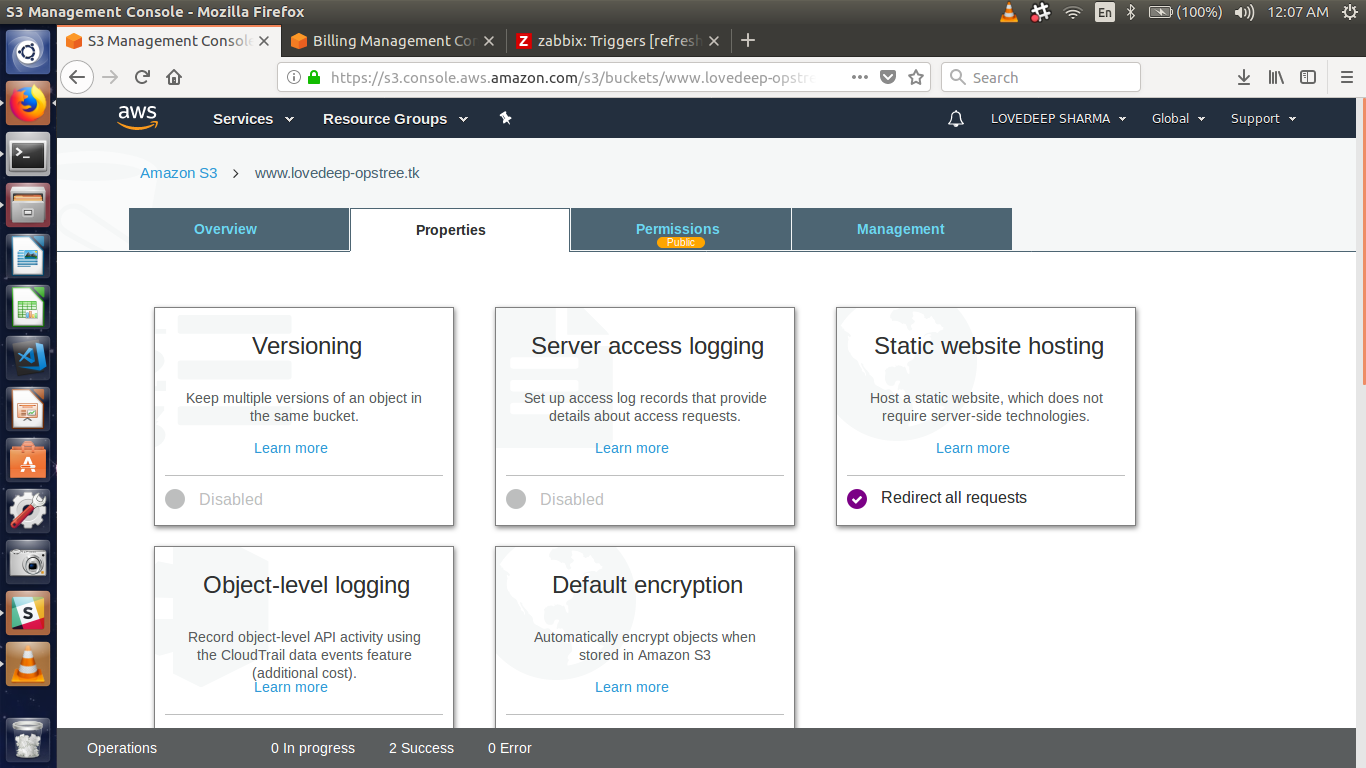 S3 Management Console - Mozilla Firefox
En
(100%)
12:07 AM
S3 Management Console
Billing Management Con
zabbix: Triggers [refresh
https://s3.console.aws.amazon.com/s3/buckets/www.lovedeep-opstre
Search
aws
Services
Resource Groups
LOVEDEEP SHARMA
Global
Support
Amazon S3
www.lovedeep-opstree.tk
Overview
Properties
Permissions
Public
Management
Versioning
Keep multiple versions of an object in
the same bucket.
Learn more
Disabled
Server access logging
Set up access log records that provide
details about access requests.
Learn more
Disabled
Static website hosting
Host a static website, which does not
require server-side technologies.
Learn more
Redirect all requests
Object-level logging
Record object-level API activity using
the CloudTrail data events feature
(additional cost).
Learn more
Default encryption
Automatically encrypt objects when
stored in Amazon S3
Learn more
Operations
0 In progress
2 Success
0 Error